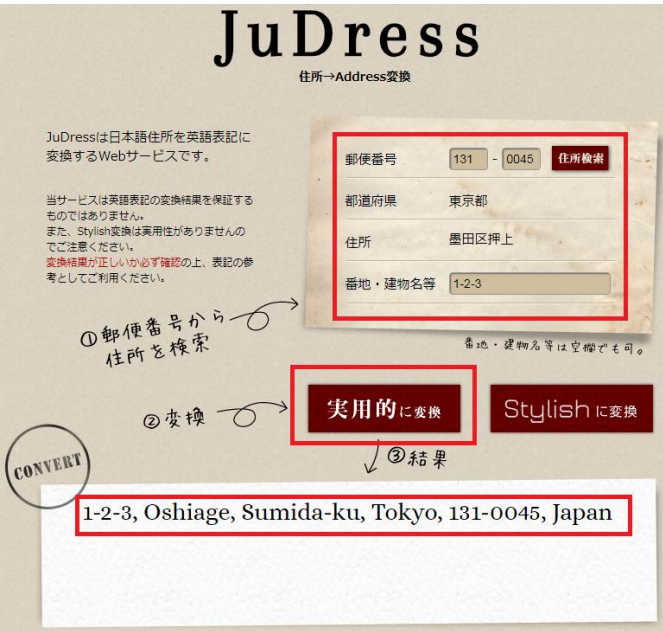 JuDress
住所→Address変換
JuDressは日本語住所を英語表記に
変換するWebサービスです。
当サービスは英語表記の変換結果を保証する
ものではありません。
また、Stylish変換は実用性がありませんの
でご注意ください。
変換結果が正しいか必ず確認の上、表記の参
考としてご利用ください。
郵便番号 131 - 0045 住所検索
都道府県 東京都
住所 墨田区押上
番地・建物名等 1-2-3
①郵便番号から
住所を検索
番地・建物名等は空欄でも可。
②変換
実用的に変換
Stylishに変換
③結果
CONVERT
1-2-3, Oshiage, Sumida-ku, Tokyo, 131-0045, Japan